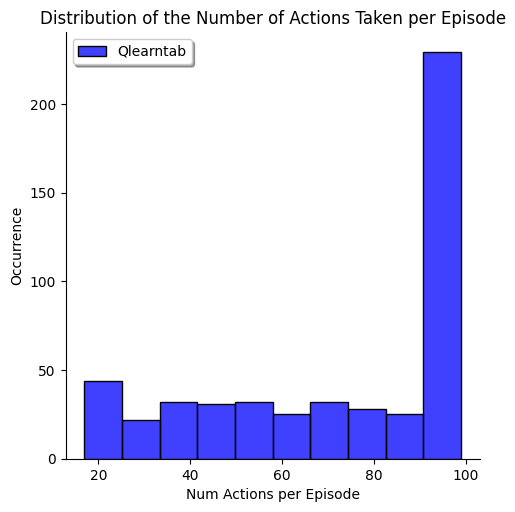 Distribution of the Number of Actions Taken per Episode
Qlearntab
200
150
100
50
0
Occurrence
20 40 60 80 100
Num Actions per Episode